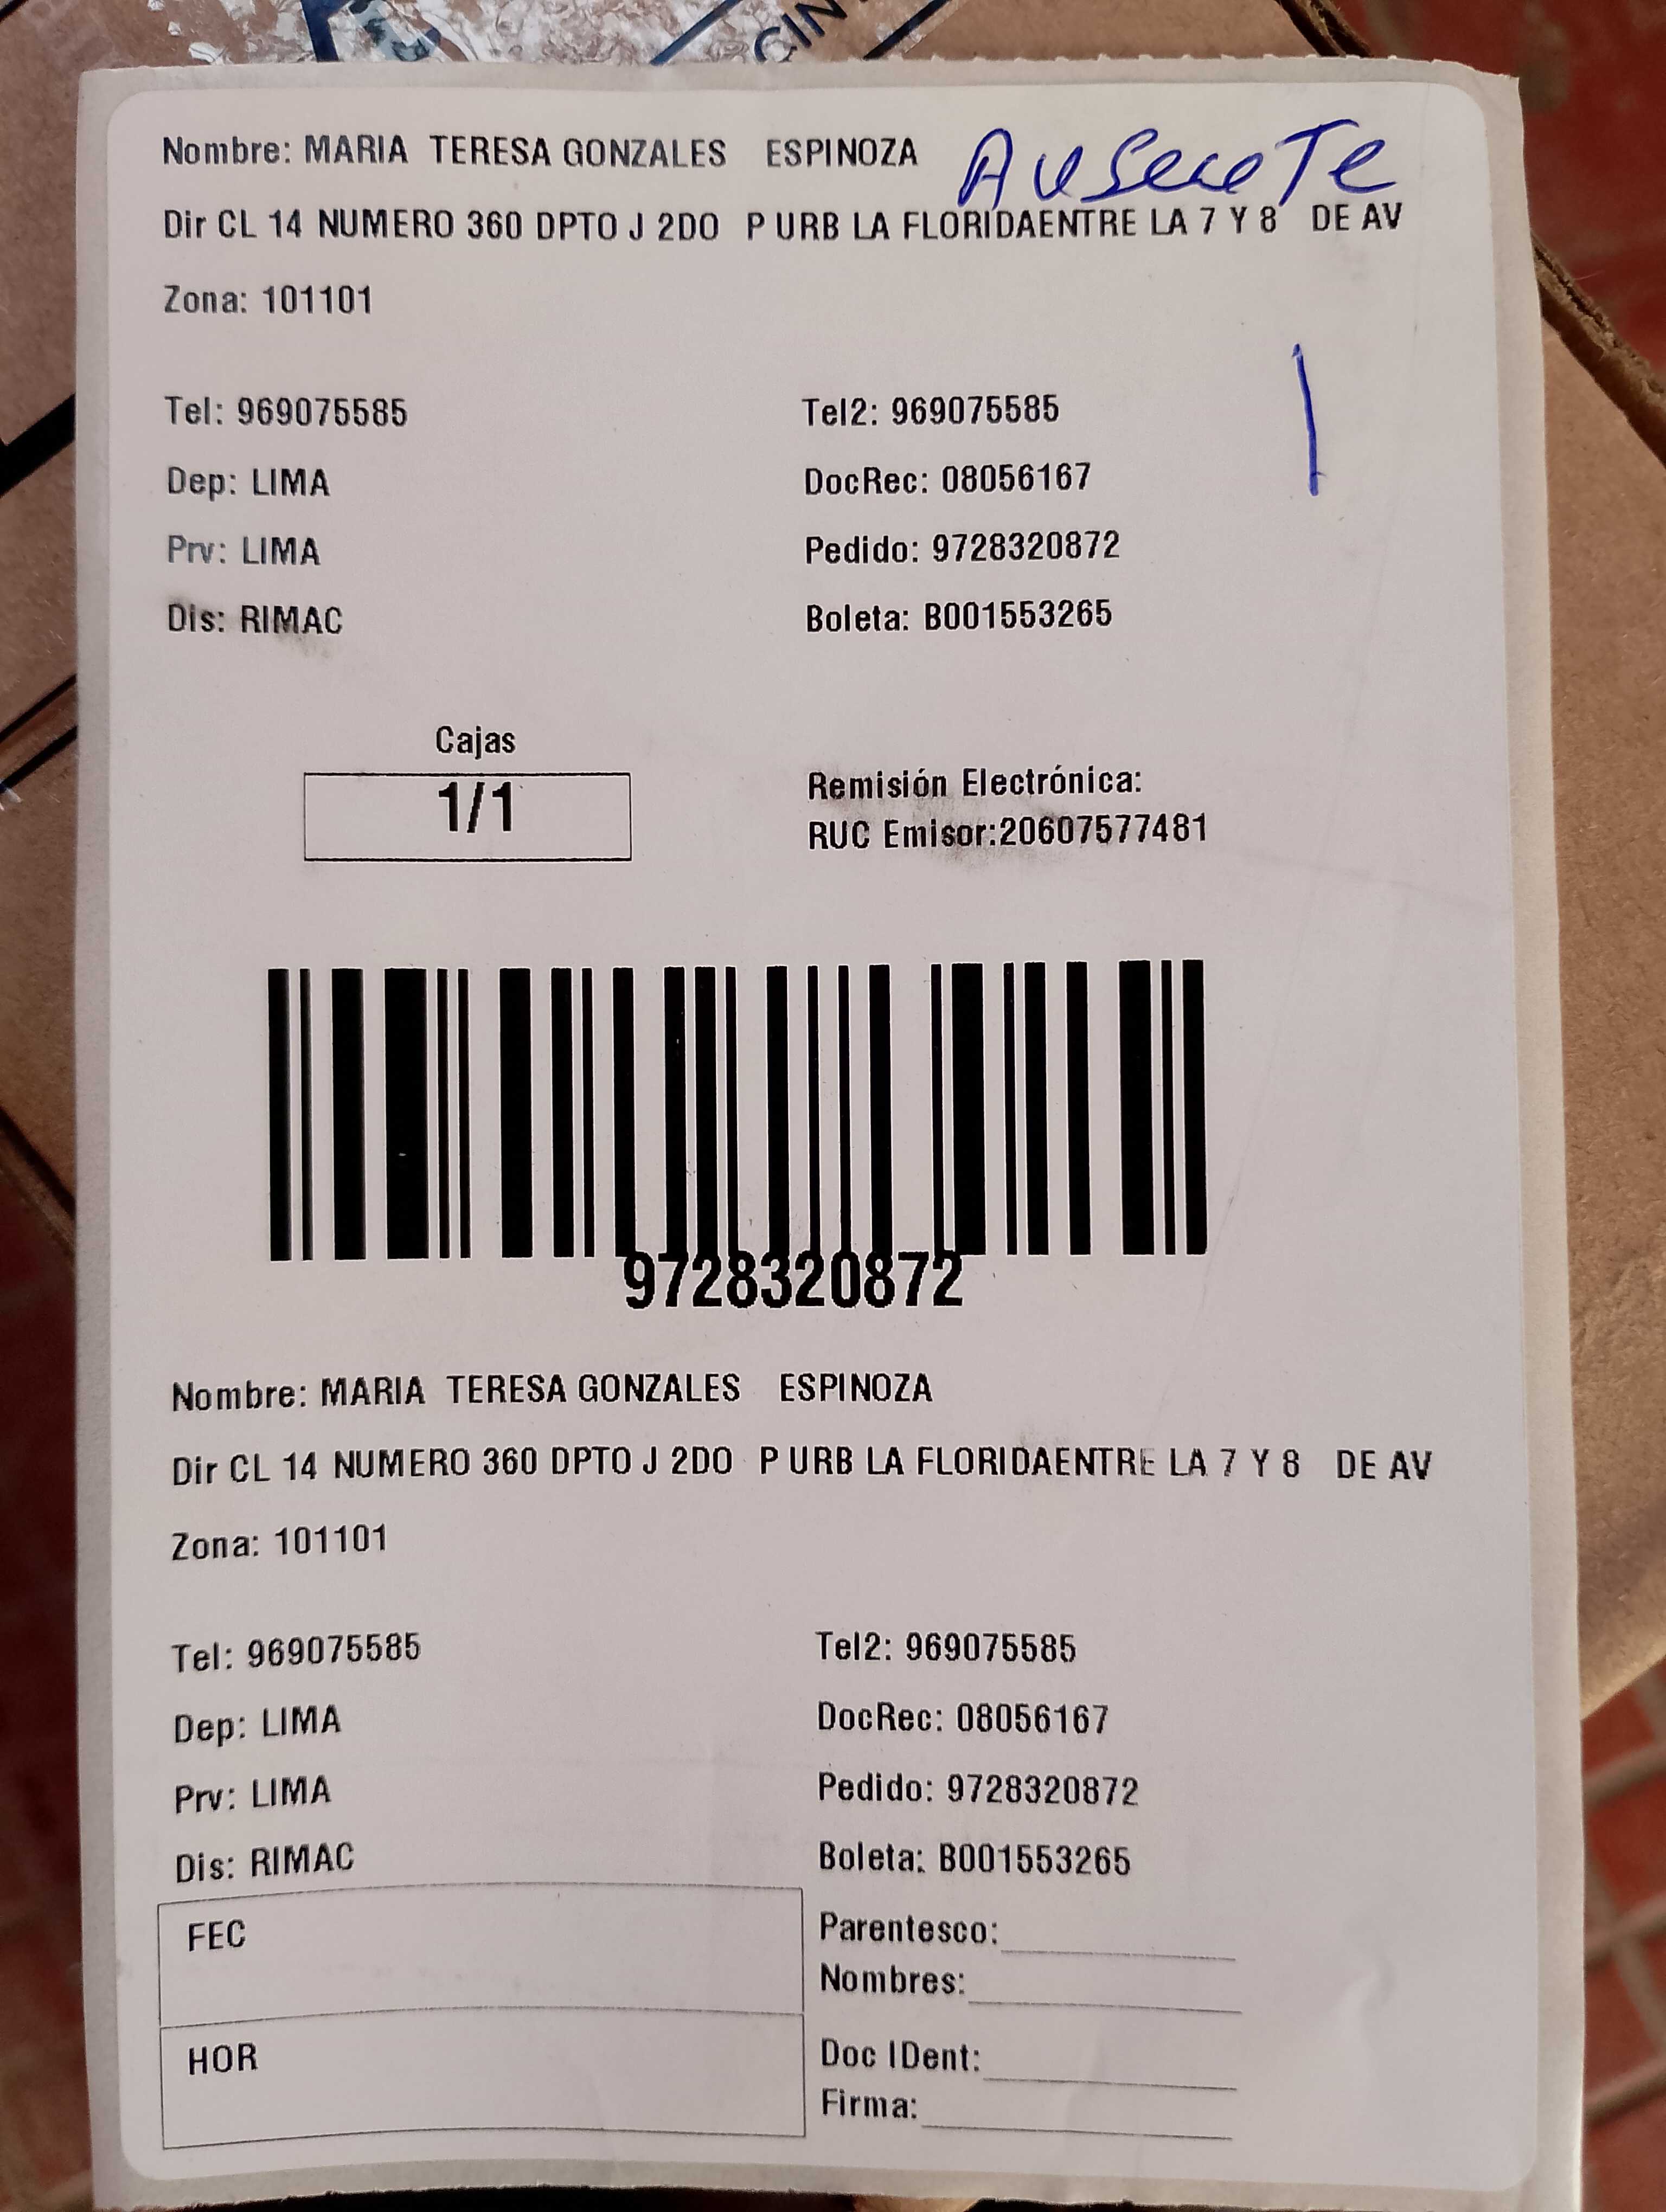 CIN
Nombre: MARIA TERESA GONZALES ESPINOZA
Ausente
Dir CL 14 NUMERO 360 DPTO J 2DO P URB LA FLORIDAENTRE LA 7 Y 8 DE AV
Zona: 101101
Tel: 969075585 Tel2: 969075585
Dep: LIMA DocRec: 08056167
Prv: LIMA Pedido: 9728320872
Dis: RIMAC Boleta: B001553265
Cajas
1/1
Remisión Electrónica:
RUC Emisor:20607577481
9728320872
Nombre: MARIA TERESA GONZALES ESPINOZA
Dir CL 14 NUMERO 360 DPTO J 2DO P URB LA FLORIDAENTRE LA 7 Y 8 DE AV
Zona: 101101
Tel: 969075585 Tel2: 969075585
Dep: LIMA DocRec: 08056167
Prv: LIMA Pedido: 9728320872
Dis: RIMAC Boleta: B001553265
FEC
HOR
Parentesco:
Nombres:
Doc IDent:
Firma: